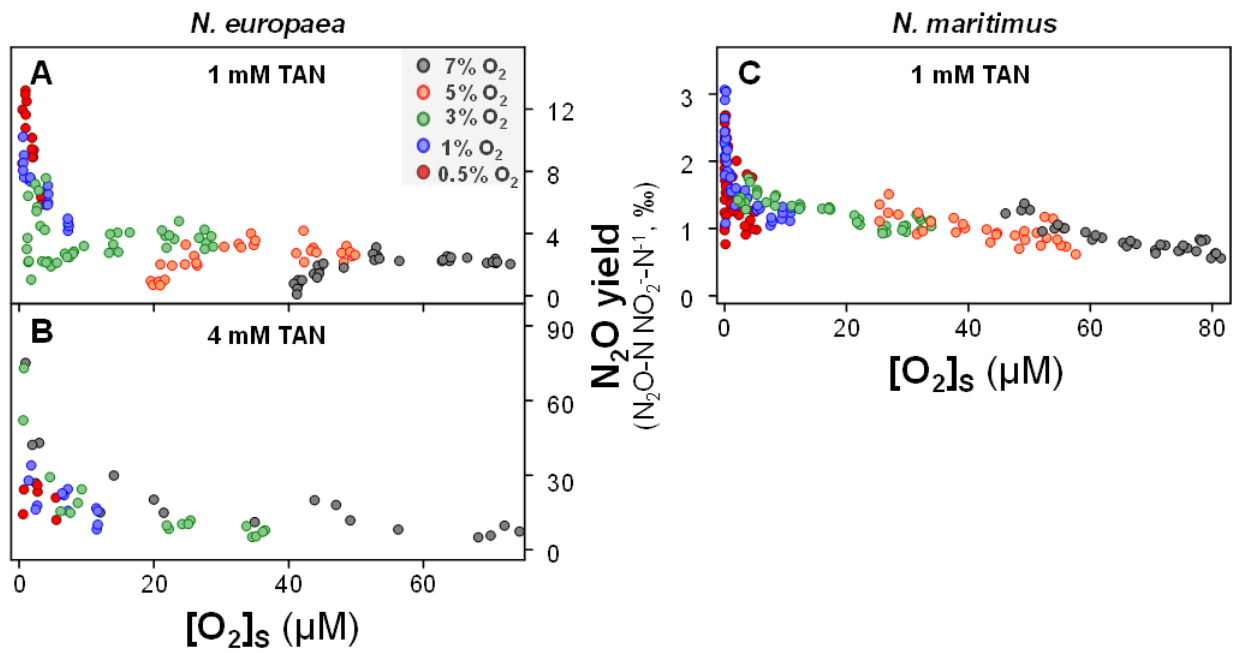 N. europaea
A
1 mM TAN
7% O₂
5% O₂
3% O₂
1% O₂
0.5% O₂
12
8
4
0
B
4 mM TAN
90
60
30
0
0 20 40 60
[O₂]s (µM)
N₂O yield
(N₂O-N NO₂⁻-N⁻¹, ‰)
N. maritimus
C
1 mM TAN
3
2
1
0
0 20 40 60 80
[O₂]s (µM)